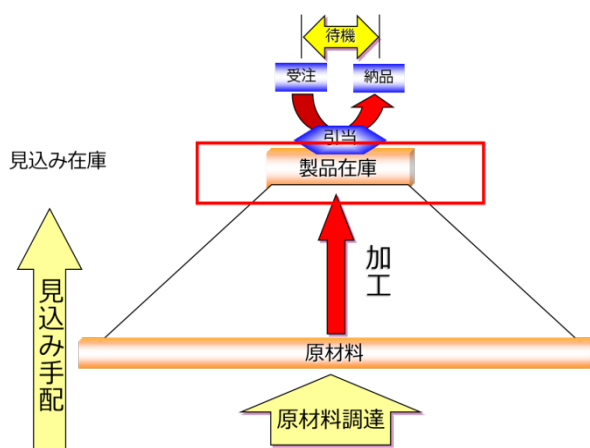 待機
受注
納品
引当
製品在庫
見込み在庫
加工
見込み手配
原材料
原材料調達